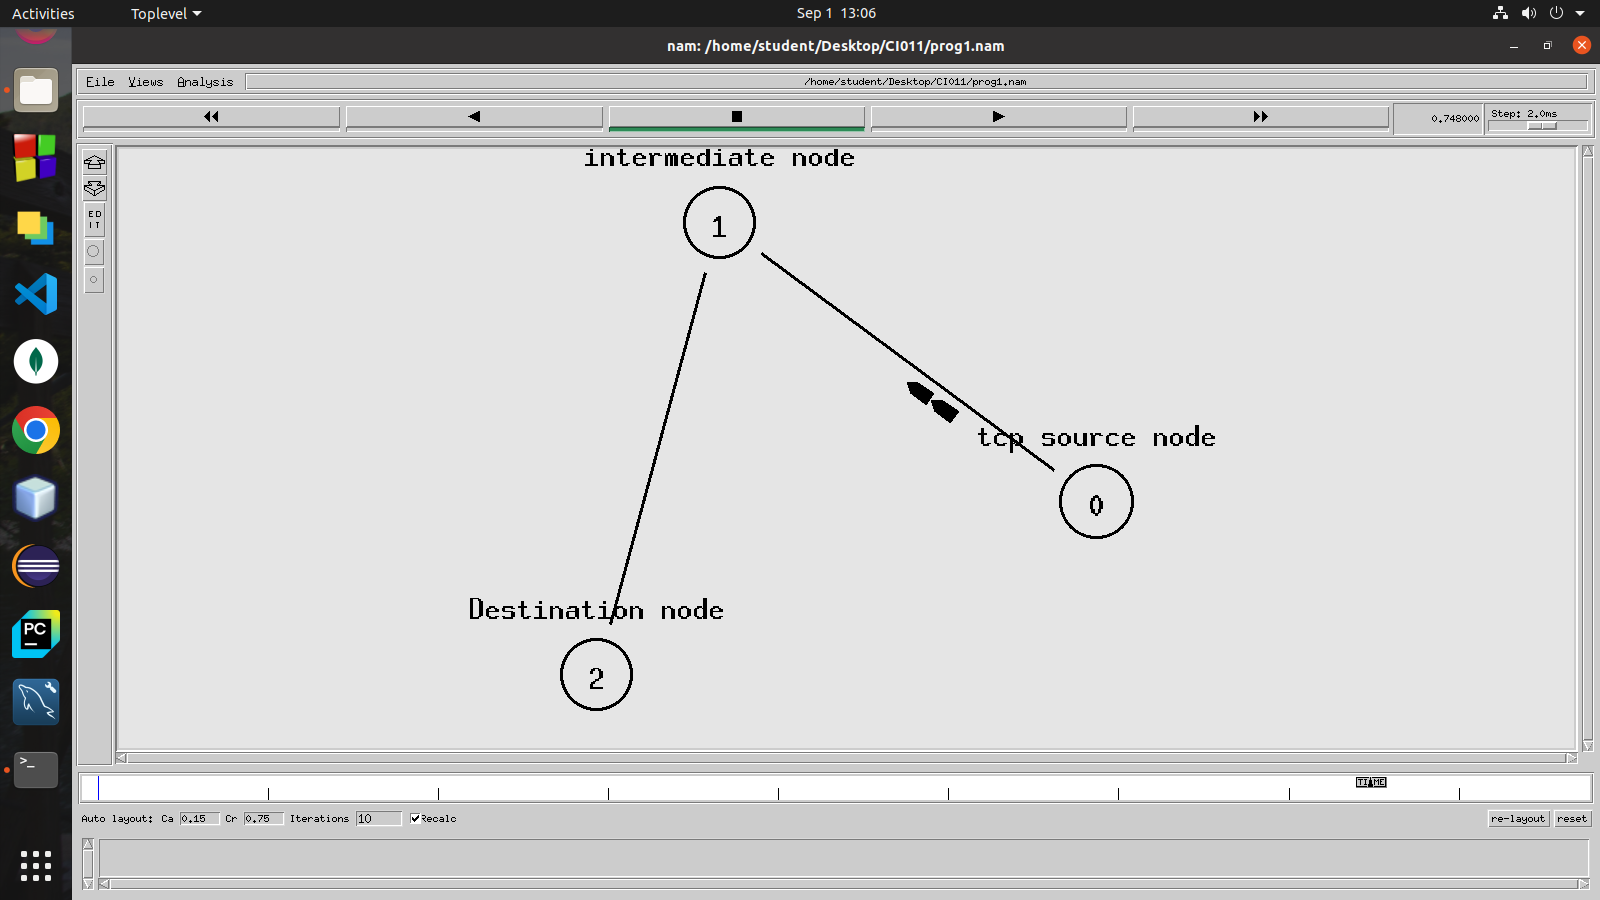 Activities
Toplevel
Sep 1 13:06
nam: /home/student/Desktop/CI011/prog1.nam
File Views Analysis
/home/student/Desktop/CI011/prog1.nam
0.748000
Step: 2.0ms
ED
IT
intermediate node
1
tcp source node
0
Destination node
2
PC
>_
TIME
Auto layout: Ca 0.15 Cr 0.75 Iterations 10 Recalc
re-layout reset